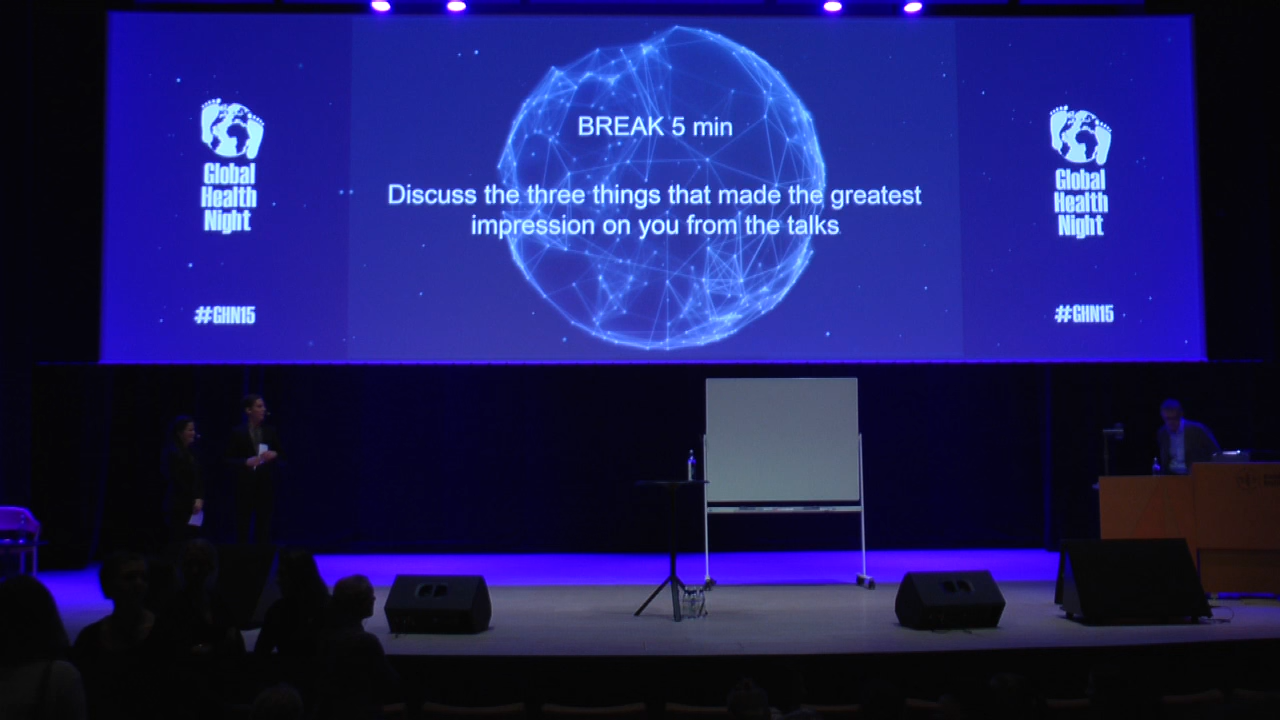 BREAK 5 min
Discuss the three things that made the greatest
impression on you from the talks
Global
Health
Night
#GHN15
Global
Health
Night
#GHN15